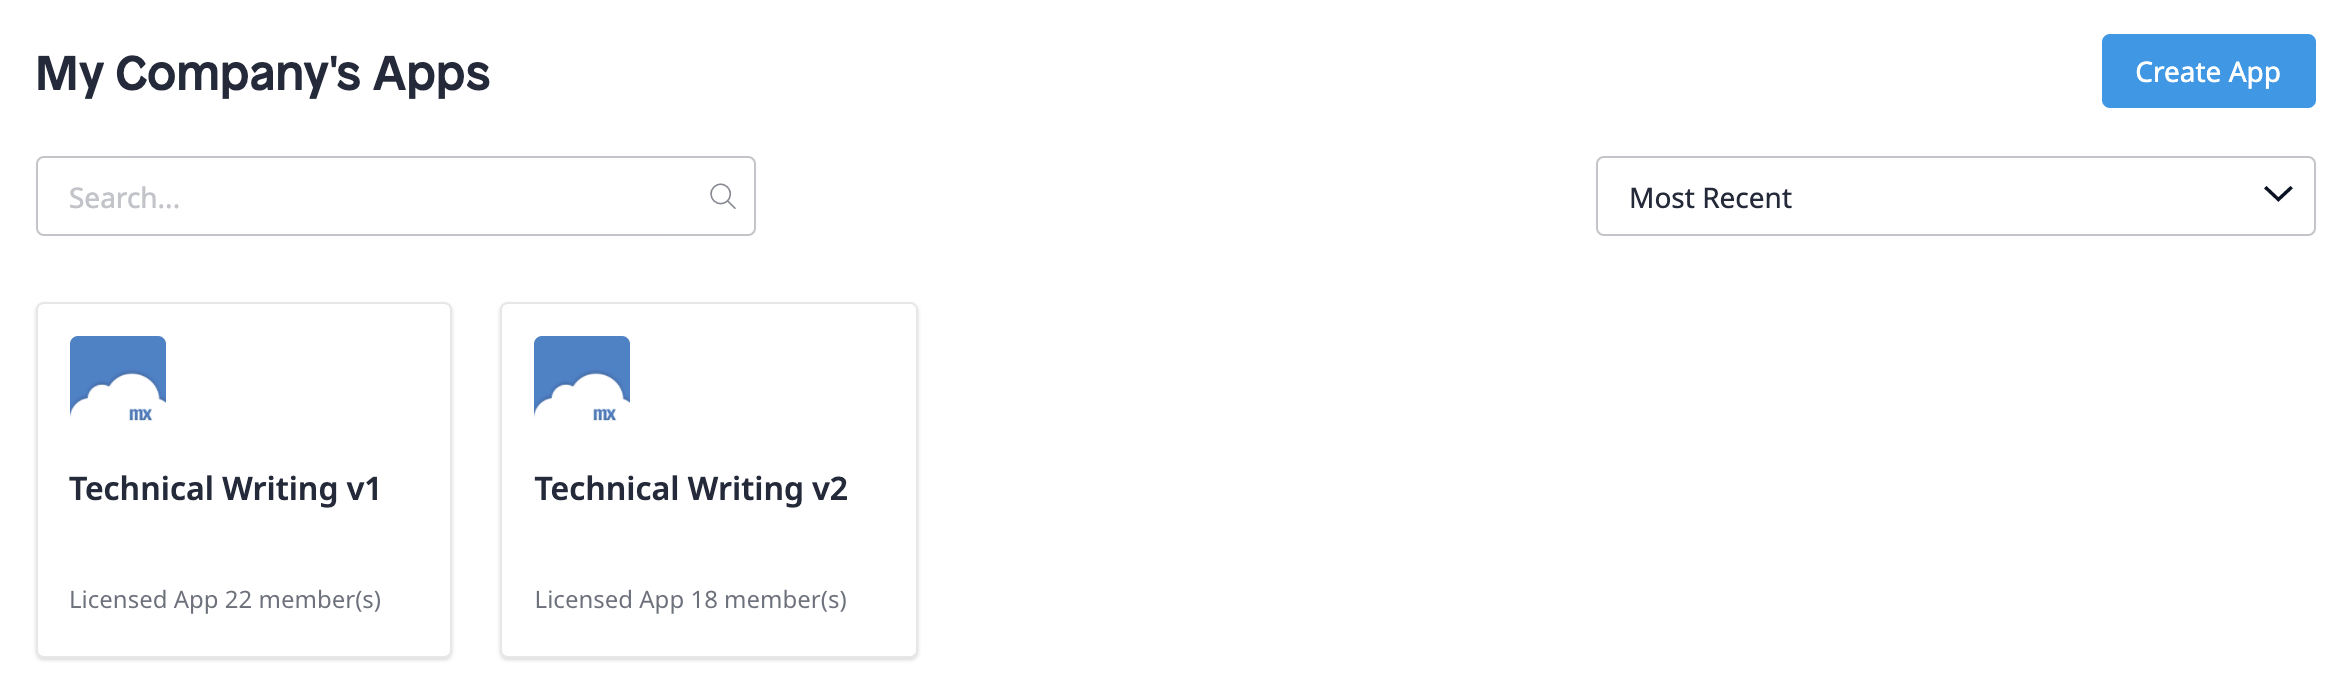 My Company's Apps
Create App
Search...
Most Recent
mx
mx
Technical Writing v1
Technical Writing v2
Licensed App 22 member(s)
Licensed App 18 member(s)